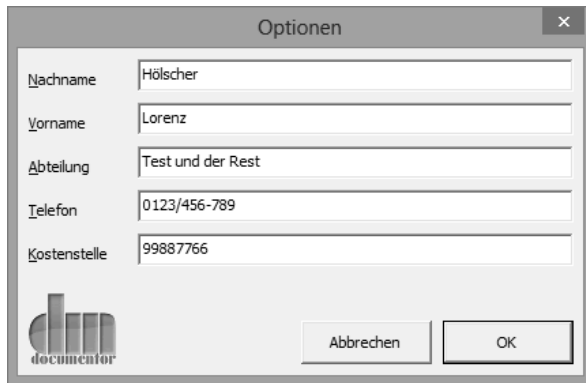 Optionen
Nachname Hölscher
Vorname Lorenz
Abteilung Test und der Rest
Telefon 0123/456-789
Kostenstelle 99887766
dm
documentor
Abbrechen OK